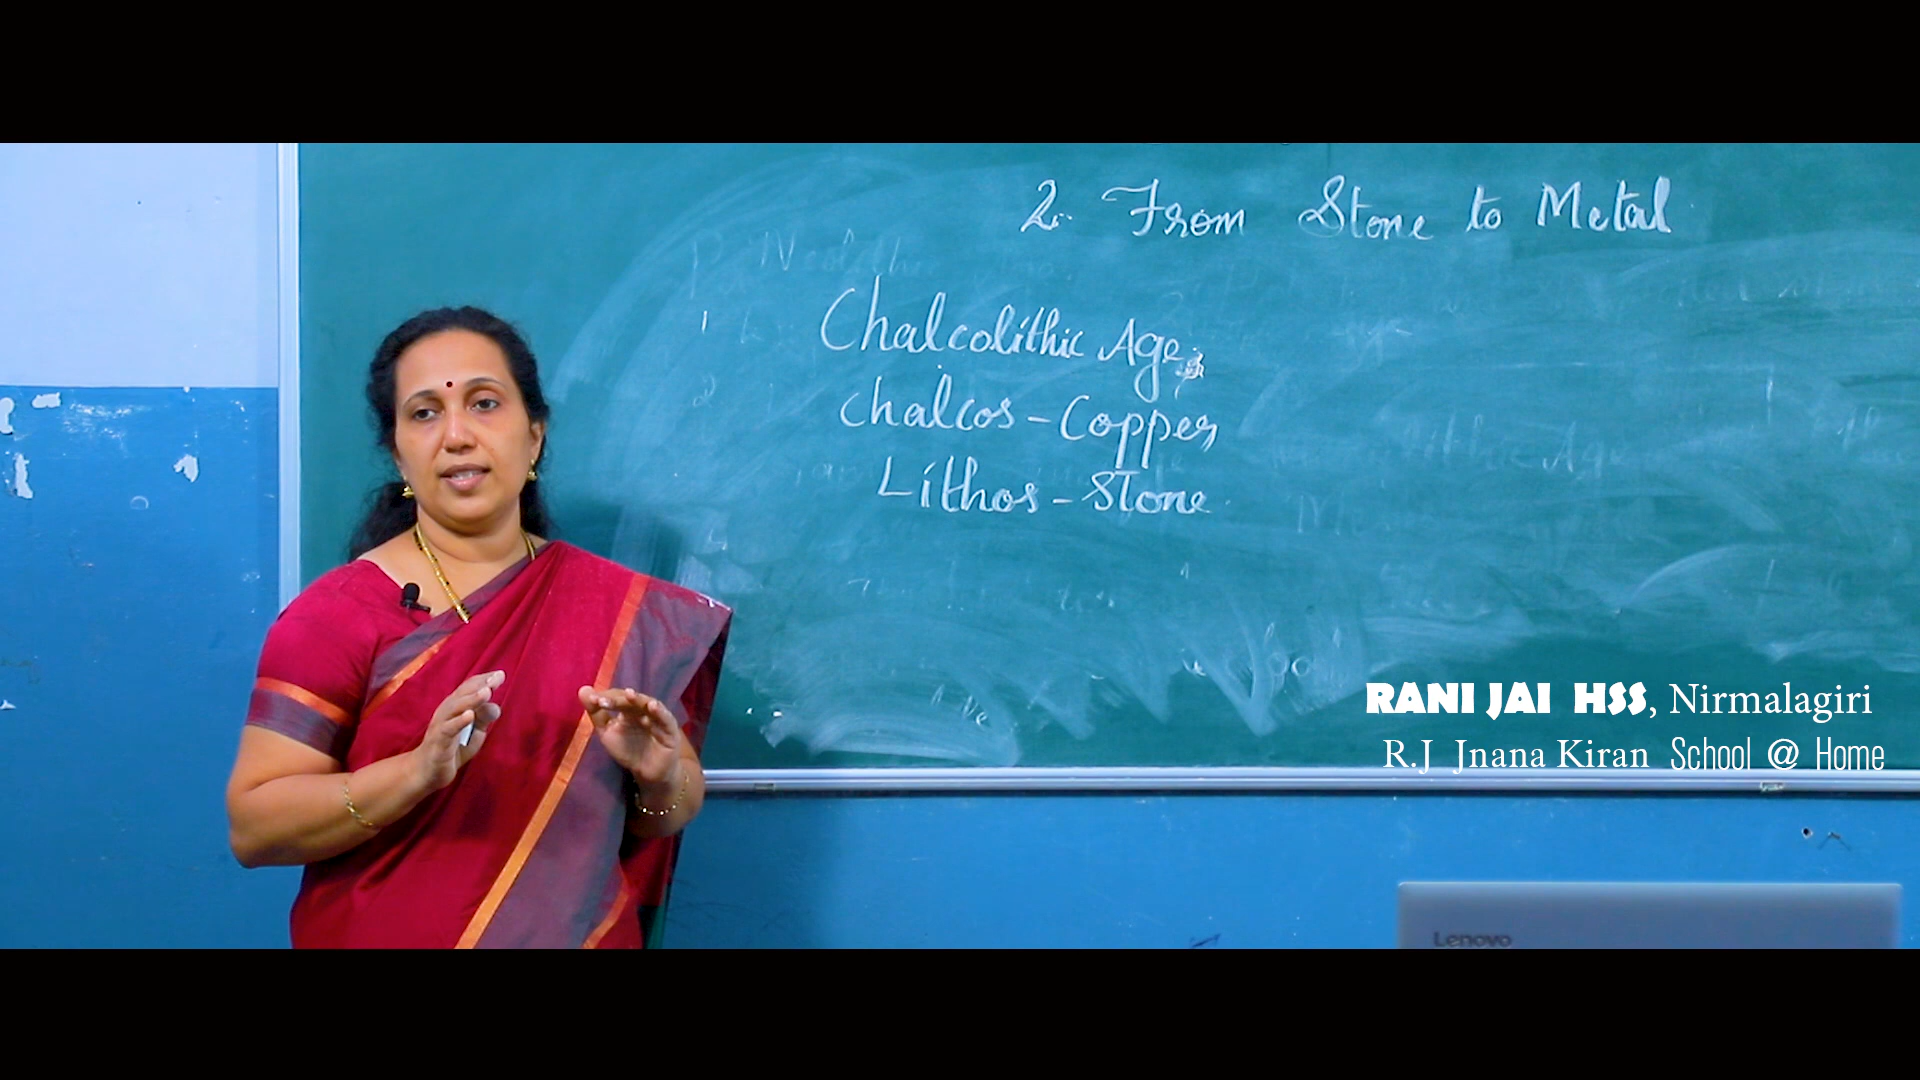 2. From Stone to Metal
Chalcolithic Age
Chalcos - Copper
Lithos - Stone
RANI JAI HSS, Nirmalagiri
R.J Jnana Kiran School @ Home
Lenovo